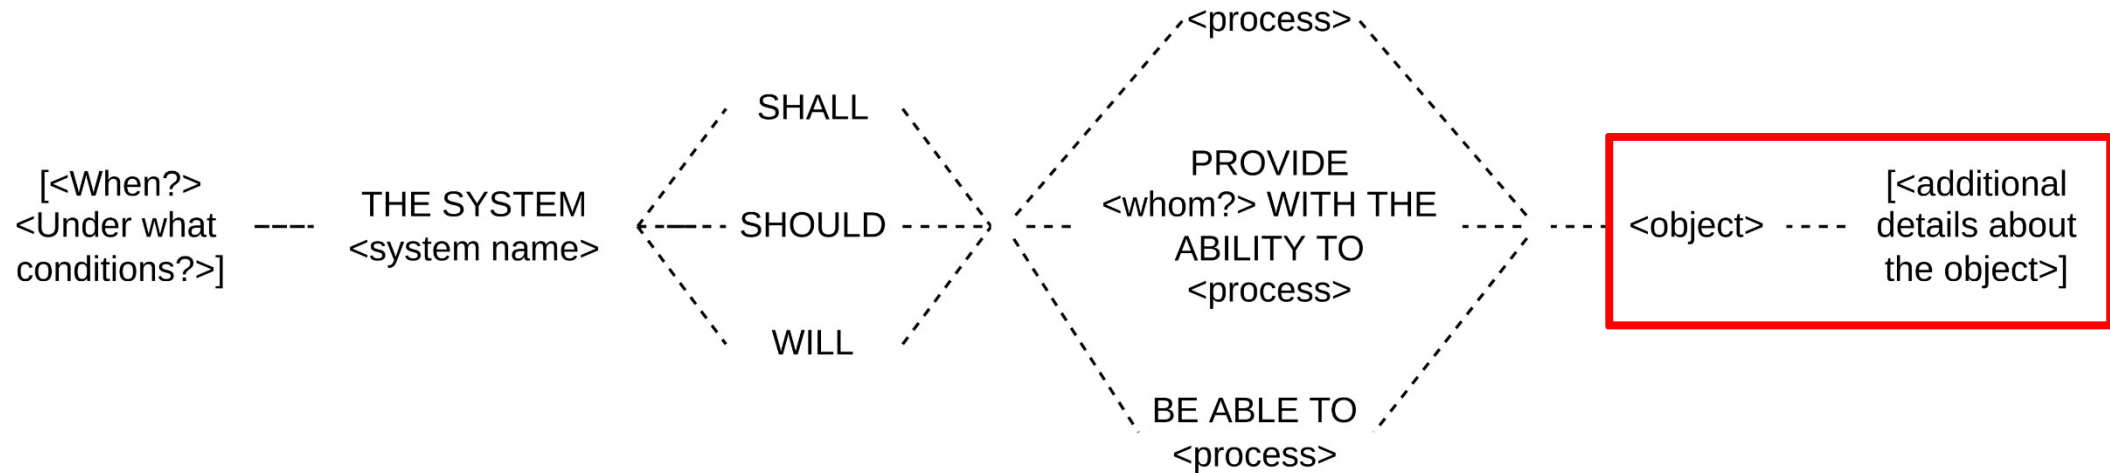 [<When?>
<Under what
conditions?>]
THE SYSTEM
<system name>
SHALL
SHOULD
WILL
<process>
PROVIDE
<whom?> WITH THE
ABILITY TO
<process>
BE ABLE TO
<process>
<object>
[<additional
details about
the object>]